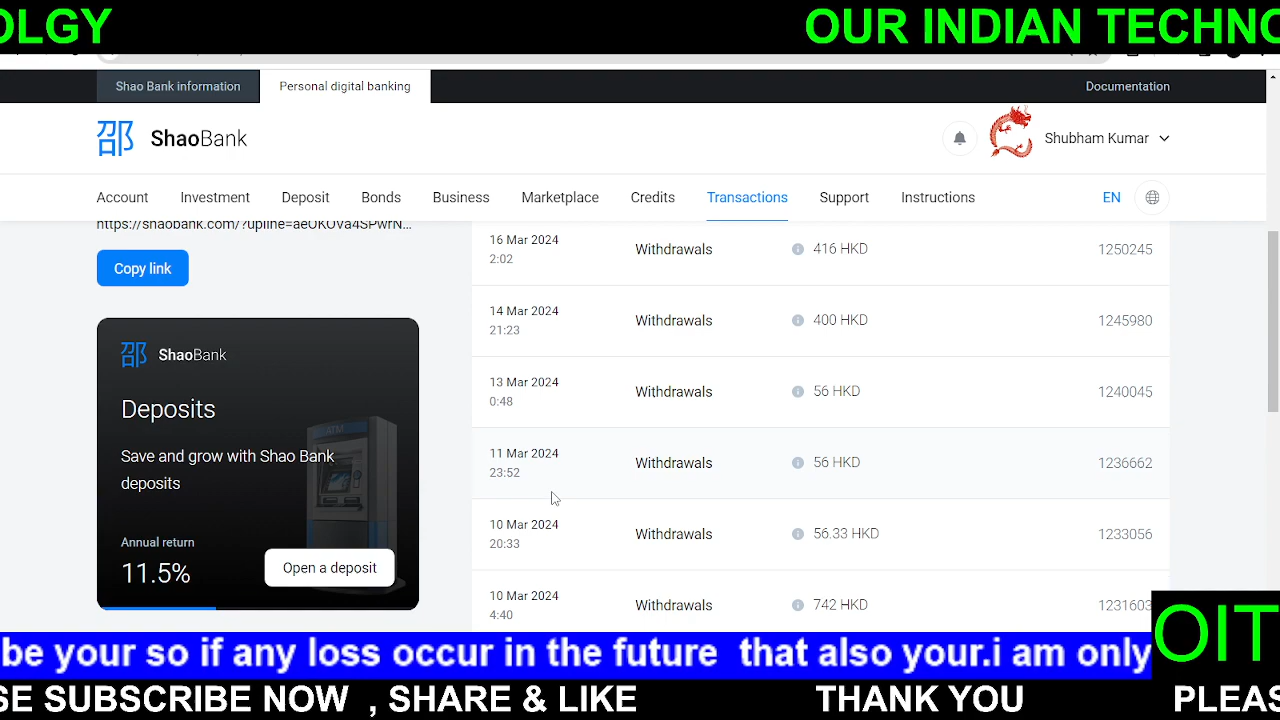 OLGY OUR INDIAN TECHNO
Shao Bank information Personal digital banking Documentation
邵 ShaoBank Shubham Kumar
Account Investment Deposit Bonds Business Marketplace Credits Transactions Support Instructions EN
Copy link
邵 ShaoBank
Deposits
Save and grow with Shao Bank
deposits
Annual return
11.5%
Open a deposit
ATM
16 Mar 2024
2:02
Withdrawals 416 HKD 1250245
14 Mar 2024
21:23
Withdrawals 400 HKD 1245980
13 Mar 2024
0:48
Withdrawals 56 HKD 1240045
11 Mar 2024
23:52
Withdrawals 56 HKD 1236662
10 Mar 2024
20:33
Withdrawals 56.33 HKD 1233056
10 Mar 2024
4:40
Withdrawals 742 HKD 1231603
be your so if any loss occur in the future that also your.i am only
OIT
SE SUBSCRIBE NOW , SHARE & LIKE THANK YOU PLEAS